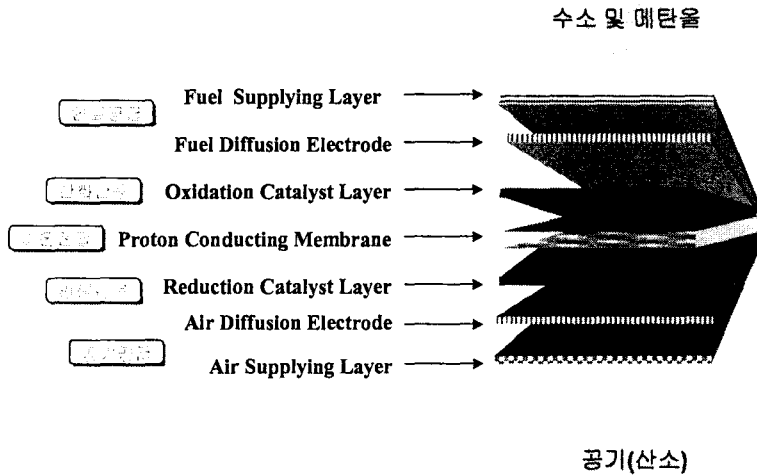 수소 및 메탄올
Fuel Supplying Layer
Fuel Diffusion Electrode
Oxidation Catalyst Layer
Proton Conducting Membrane
Reduction Catalyst Layer
Air Diffusion Electrode
Air Supplying Layer
공기(산소)